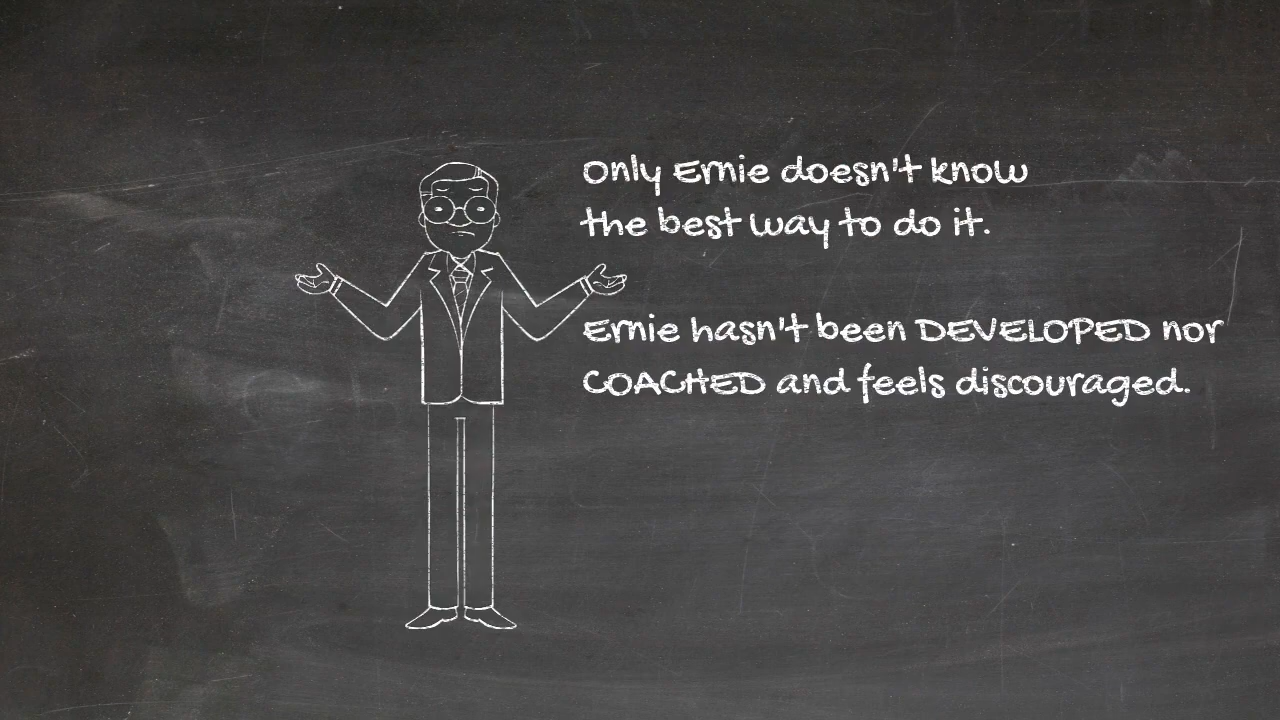 Only Ernie doesn't know
the best way to do it.
Ernie hasn't been DEVELOPED nor
COACHED and feels discouraged.